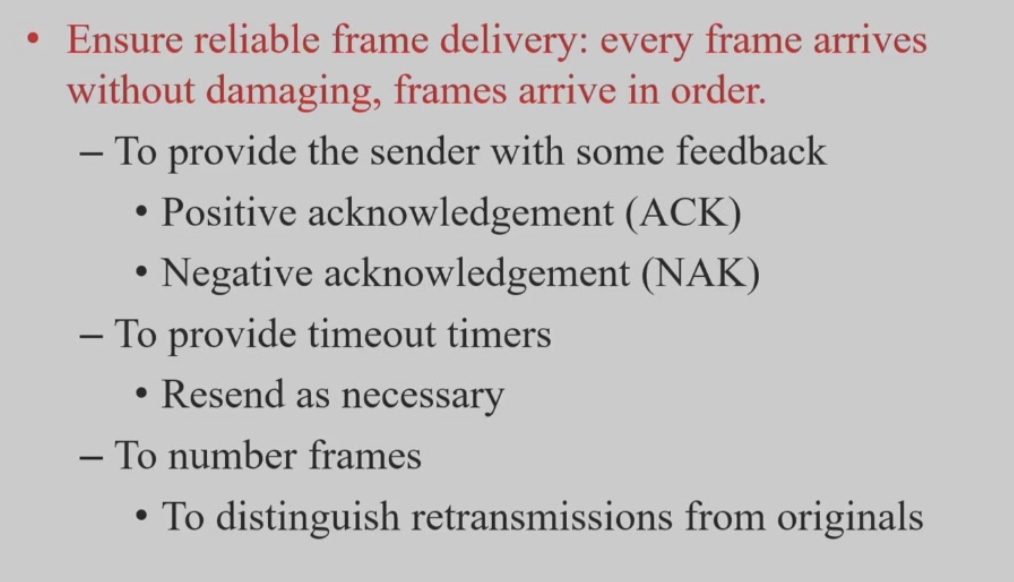 • Ensure reliable frame delivery: every frame arrives
without damaging, frames arrive in order.
– To provide the sender with some feedback
• Positive acknowledgement (ACK)
• Negative acknowledgement (NAK)
– To provide timeout timers
• Resend as necessary
– To number frames
• To distinguish retransmissions from originals